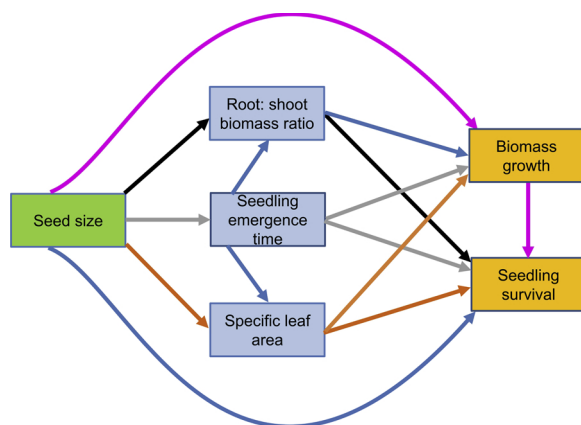 Root: shoot
biomass ratio
Biomass
growth
Seed size
Seedling
emergence
time
Seedling
survival
Specific leaf
area